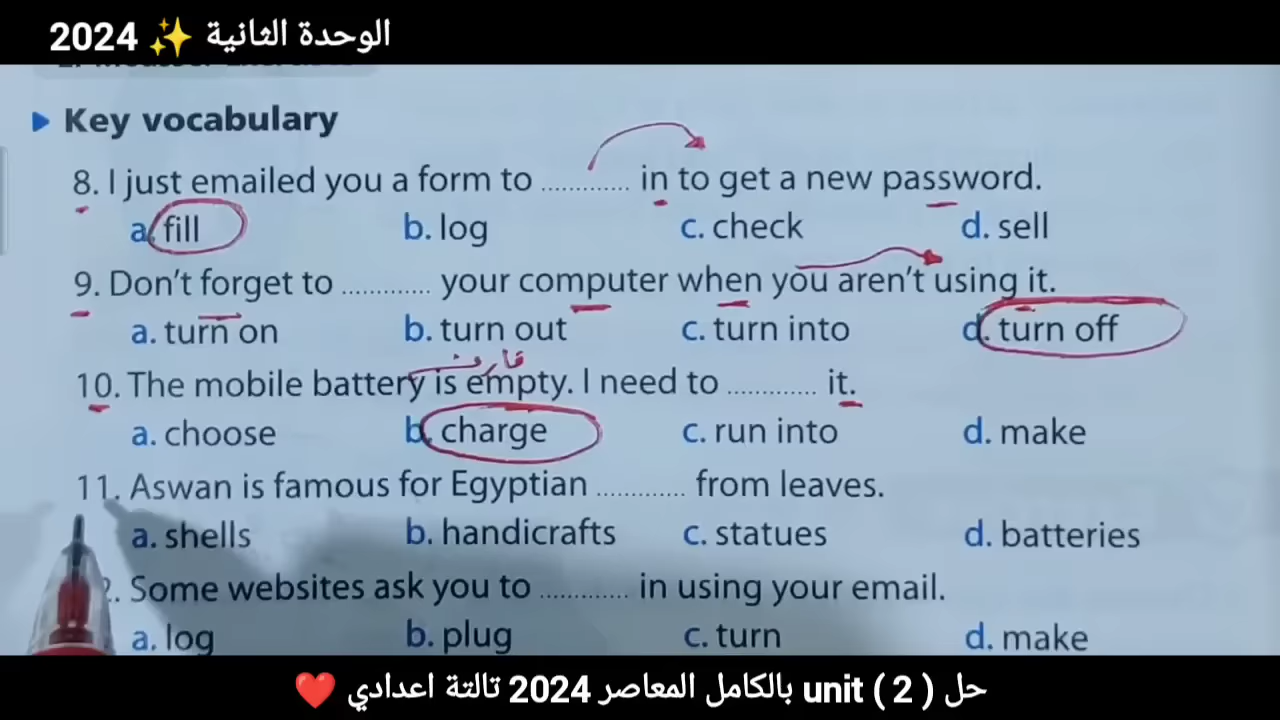 الوحدة الثانية ✨ 2024
Key vocabulary
8. I just emailed you a form to ............. in to get a new password.
a. fill b. log c. check d. sell
9. Don't forget to ............. your computer when you aren't using it.
a. turn on b. turn out c. turn into d. turn off
فارغة
10. The mobile battery is empty. I need to ............. it.
a. choose b. charge c. run into d. make
11. Aswan is famous for Egyptian ............. from leaves.
a. shells b. handicrafts c. statues d. batteries
2. Some websites ask you to ............. in using your email.
a. log b. plug c. turn d. make
حل unit ( 2 ) بالكامل المعاصر 2024 تالتة اعدادي ❤️